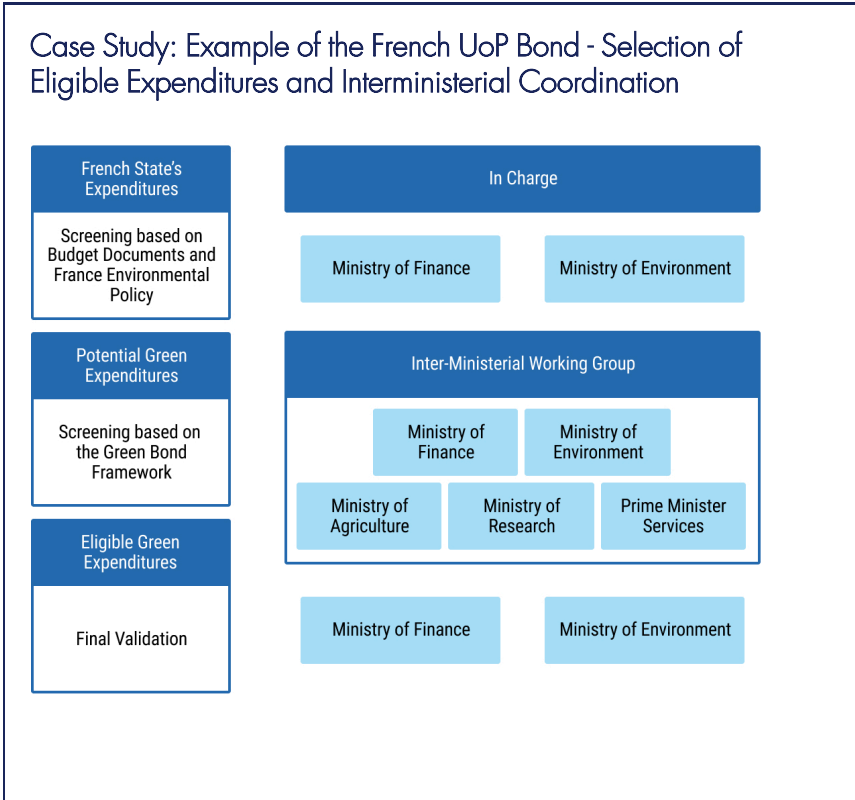 Case Study: Example of the French UoP Bond - Selection of
Eligible Expenditures and Interministerial Coordination
French State's
Expenditures
Screening based on
Budget Documents and
France Environmental
Policy
In Charge
Ministry of Finance
Ministry of Environment
Potential Green
Expenditures
Screening based on
the Green Bond
Framework
Inter-Ministerial Working Group
Ministry of
Finance
Ministry of
Environment
Ministry of
Agriculture
Ministry of
Research
Prime Minister
Services
Eligible Green
Expenditures
Final Validation
Ministry of Finance
Ministry of Environment